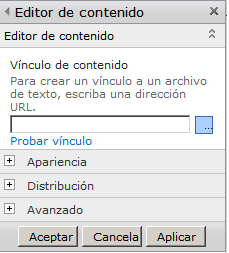 Editor de contenido
Editor de contenido
Vínculo de contenido
Para crear un vínculo a un archivo
de texto, escriba una dirección
URL.
...
Probar vínculo
Apariencia
Distribución
Avanzado
Aceptar Cancela Aplicar